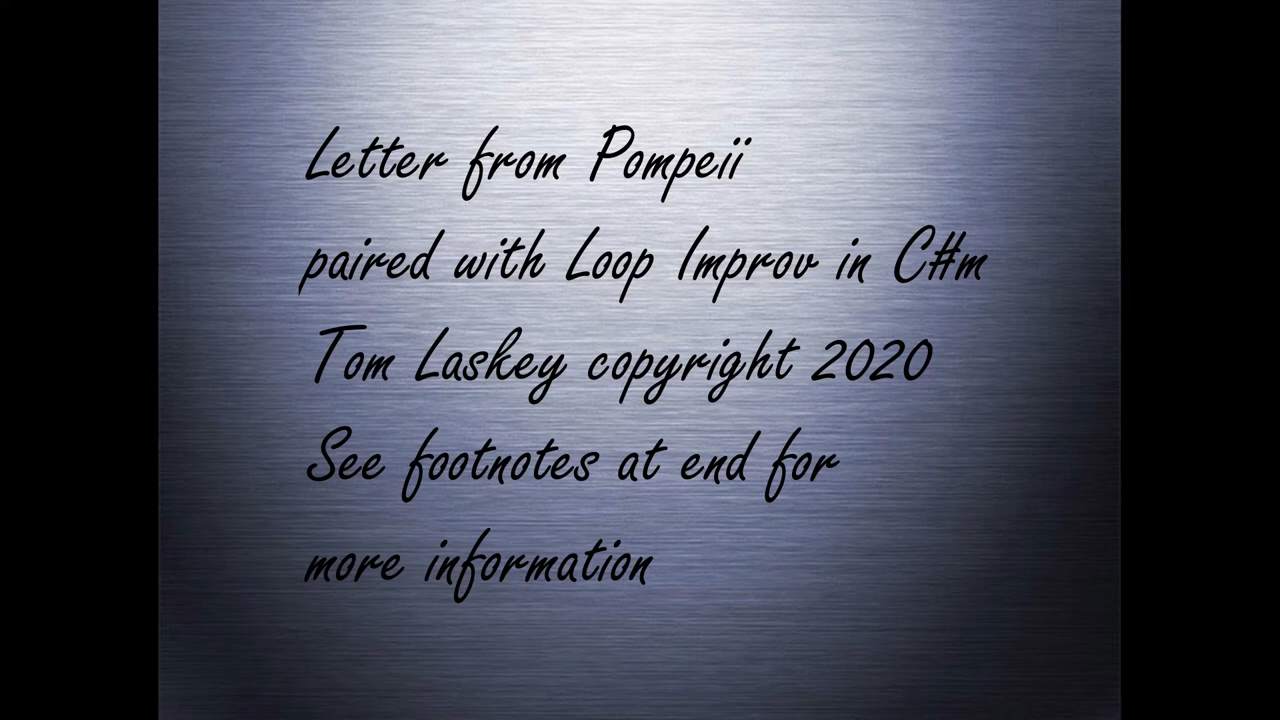 Letter from Pompeii
paired with Loop Improv in C#m
Tom Laskey copyright 2020
See footnotes at end for
more information